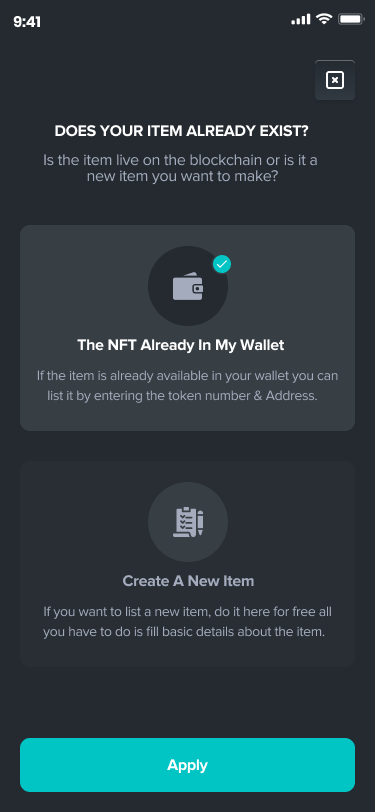 9:41
DOES YOUR ITEM ALREADY EXIST?
Is the item live on the blockchain or is it a
new item you want to make?
The NFT Already In My Wallet
If the item is already available in your wallet you can
list it by entering the token number & Address.
Create A New Item
If you want to list a new item, do it here for free all
you have to do is fill basic details about the item.
Apply